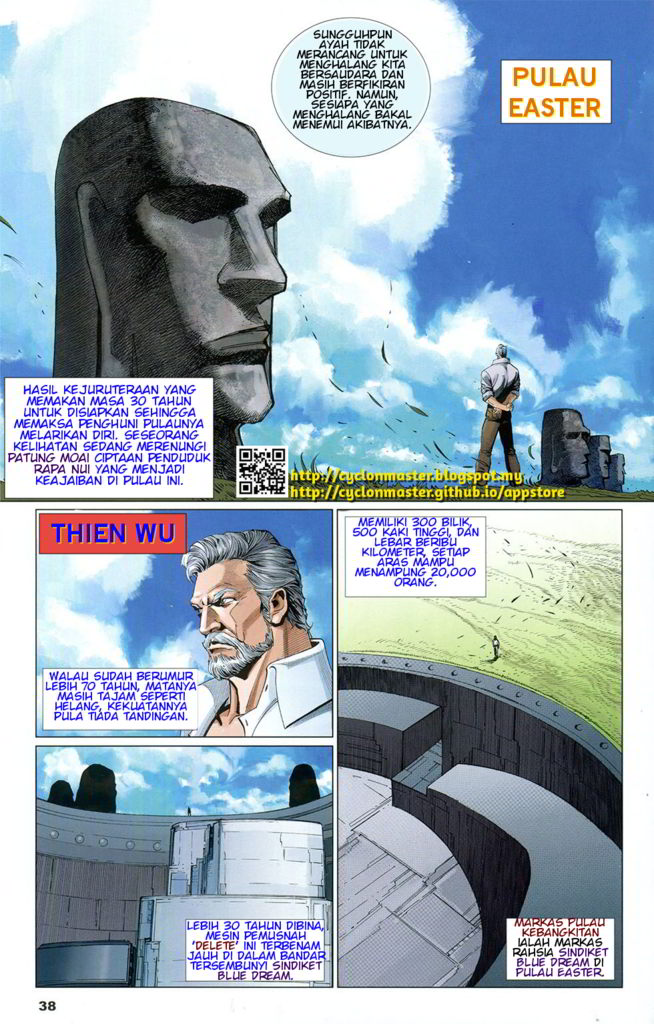 SUNGGUHPUN
AYAH TIDAK
MERANCANG UNTUK
MENGHALANG KITA
BERSAUDARA DAN
MASIH BERFIKIRAN
POSITIF. NAMUN,
SESIAPA YANG
MENGHALANG BAKAL
MENEMUI AKIBATNYA.
PULAU
EASTER
HASIL KEJURUTERAAN YANG
MEMAKAN MASA 30 TAHUN
UNTUK DISIAPKAN SEHINGGA
MEMAKSA PENGHUNI PULAUNYA
MELARIKAN DIRI. SESEORANG
KELIHATAN SEDANG MERENUNGI
PATUNG MOAI CIPTAAN PENDUDUK
RAPA NUI YANG MENJADI
KEAJAIBAN DI PULAU INI.
http://cyclonmaster.blogspot.my
http://cyclonmaster.github.io/appstore
THIEN WU
WALAU SUDAH BERUMUR
LEBIH 70 TAHUN, MATANYA
MASIH TAJAM SEPERTI
HELANG, KEKUATANNYA
PULA TIADA TANDINGAN.
MEMILIKI 300 BILIK,
500 KAKI TINGGI, DAN
LEBAR BERIBU
KILOMETER, SETIAP
ARAS MAMPU
MENAMPUNG 20,000
ORANG.
LEBIH 30 TAHUN DIBINA,
MESIN PEMUSNAH
'DELETE' INI TERBENAM
JAUH DI DALAM BANDAR
TERSEMBUNYI SINDIKET
BLUE DREAM.
MARKAS PULAU
KEBANGKITAN
IALAH MARKAS
RAHSIA SINDIKET
BLUE DREAM DI
PULAU EASTER.
38